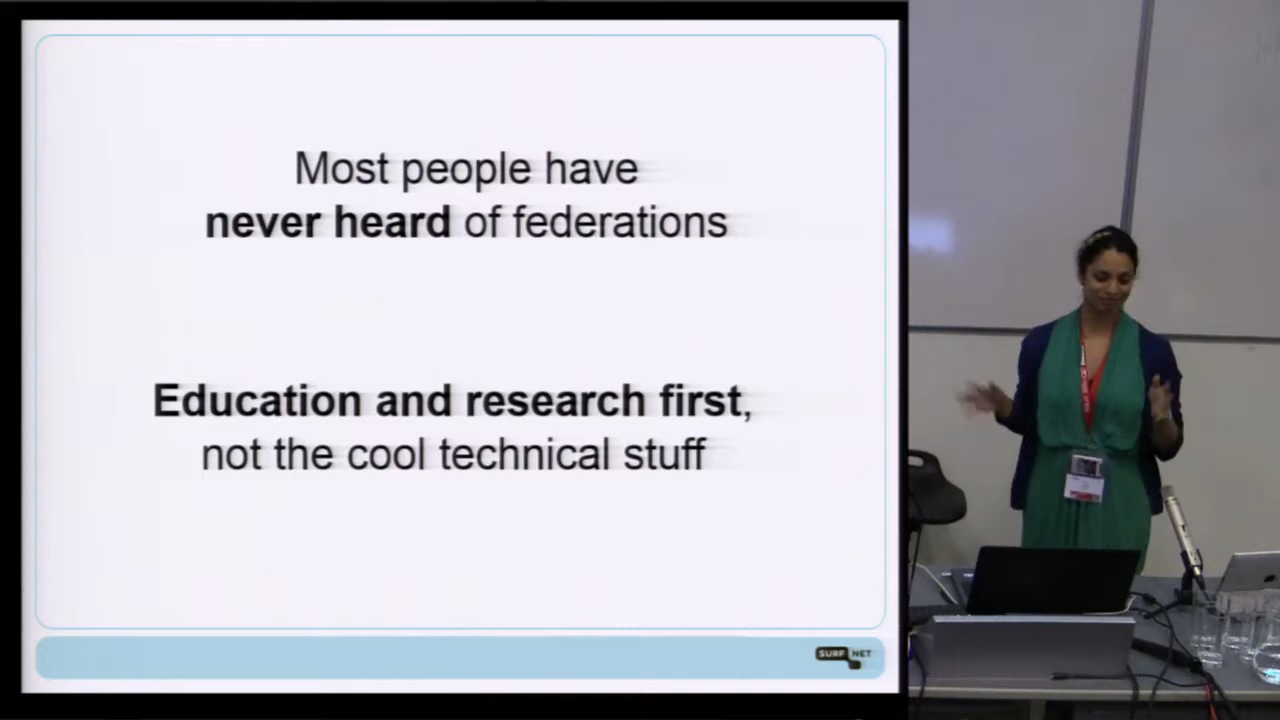 Most people have
never heard of federations
Education and research first,
not the cool technical stuff
SURF NET